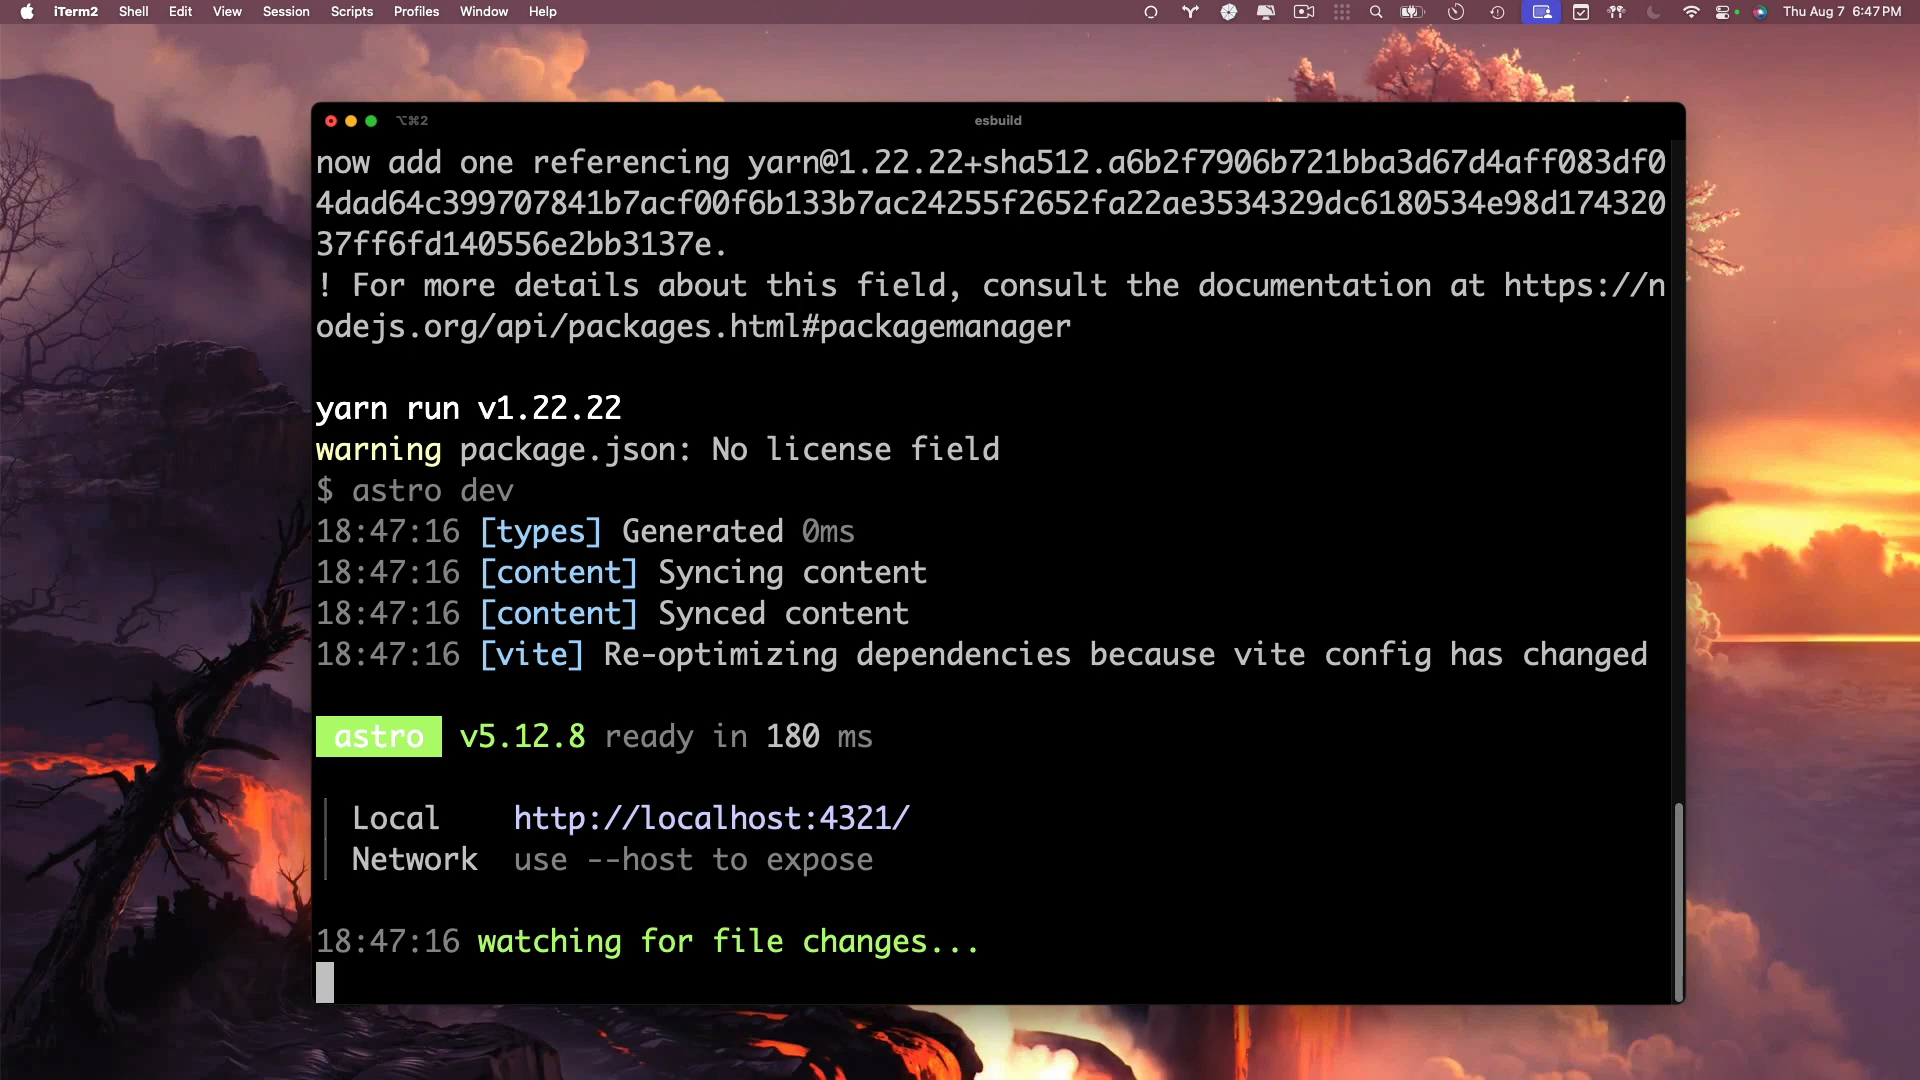 iTerm2 Shell Edit View Session Scripts Profiles Window Help Thu Aug 7 6:47 PM
⌥⌘2 esbuild
now add one referencing yarn@1.22.22+sha512.a6b2f7906b721bba3d67d4aff083df0
4dad64c399707841b7acf00f6b133b7ac24255f2652fa22ae3534329dc6180534e98d174320
37ff6fd140556e2bb3137e.
! For more details about this field, consult the documentation at https://n
odejs.org/api/packages.html#packagemanager
yarn run v1.22.22
warning package.json: No license field
$ astro dev
18:47:16 [types] Generated 0ms
18:47:16 [content] Syncing content
18:47:16 [content] Synced content
18:47:16 [vite] Re-optimizing dependencies because vite config has changed
astro v5.12.8 ready in 180 ms
Local http://localhost:4321/
Network use --host to expose
18:47:16 watching for file changes...